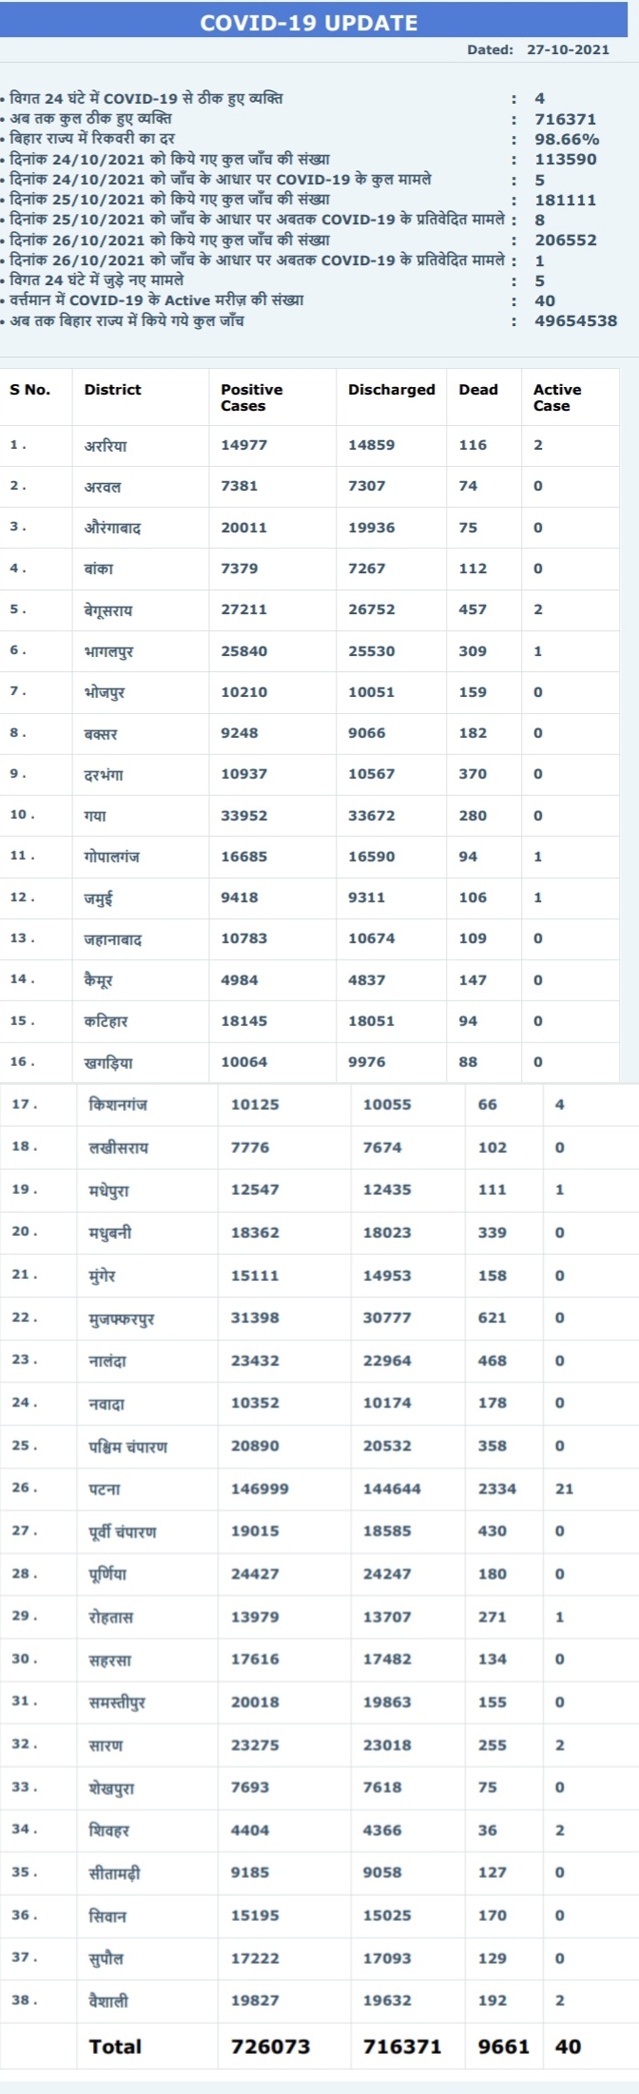 COVID-19 UPDATE
Dated: 27-10-2021
• विगत 24 घंटे में COVID-19 से ठीक हुए व्यक्ति : 4
• अब तक कुल ठीक हुए व्यक्ति : 716371
• बिहार राज्य में रिकवरी का दर : 98.66%
• दिनांक 24/10/2021 को किये गए कुल जाँच की संख्या : 113590
• दिनांक 24/10/2021 को जाँच के आधार पर COVID-19 के कुल मामले : 5
• दिनांक 25/10/2021 को किये गए कुल जाँच की संख्या : 181111
• दिनांक 25/10/2021 को जाँच के आधार पर अबतक COVID-19 के प्रतिवेदित मामले : 8
• दिनांक 26/10/2021 को किये गए कुल जाँच की संख्या : 206552
• दिनांक 26/10/2021 को जाँच के आधार पर अबतक COVID-19 के प्रतिवेदित मामले : 1
• विगत 24 घंटे में जुड़े नए मामले : 5
• वर्त्तमान में COVID-19 के Active मरीज़ की संख्या : 40
• अब तक बिहार राज्य में किये गये कुल जाँच : 49654538
S No. District Positive Cases Discharged Dead Active Case
1. अररिया 14977 14859 116 2
2. अरवल 7381 7307 74 0
3. औरंगाबाद 20011 19936 75 0
4. बांका 7379 7267 112 0
5. बेगूसराय 27211 26752 457 2
6. भागलपुर 25840 25530 309 1
7. भोजपुर 10210 10051 159 0
8. बक्सर 9248 9066 182 0
9. दरभंगा 10937 10567 370 0
10. गया 33952 33672 280 0
11. गोपालगंज 16685 16590 94 1
12. जमुई 9418 9311 106 1
13. जहानाबाद 10783 10674 109 0
14. कैमूर 4984 4837 147 0
15. कटिहार 18145 18051 94 0
16. खगड़िया 10064 9976 88 0
17. किशनगंज 10125 10055 66 4
18. लखीसराय 7776 7674 102 0
19. मधेपुरा 12547 12435 111 1
20. मधुबनी 18362 18023 339 0
21. मुंगेर 15111 14953 158 0
22. मुजफ्फरपुर 31398 30777 621 0
23. नालंदा 23432 22964 468 0
24. नवादा 10352 10174 178 0
25. पश्चिम चंपारण 20890 20532 358 0
26. पटना 146999 144644 2334 21
27. पूर्वी चंपारण 19015 18585 430 0
28. पूर्णिया 24427 24247 180 0
29. रोहतास 13979 13707 271 1
30. सहरसा 17616 17482 134 0
31. समस्तीपुर 20018 19863 155 0
32. सारण 23275 23018 255 2
33. शेखपुरा 7693 7618 75 0
34. शिवहर 4404 4366 36 2
35. सीतामढ़ी 9185 9058 127 0
36. सिवान 15195 15025 170 0
37. सुपौल 17222 17093 129 0
38. वैशाली 19827 19632 192 2
Total 726073 716371 9661 40